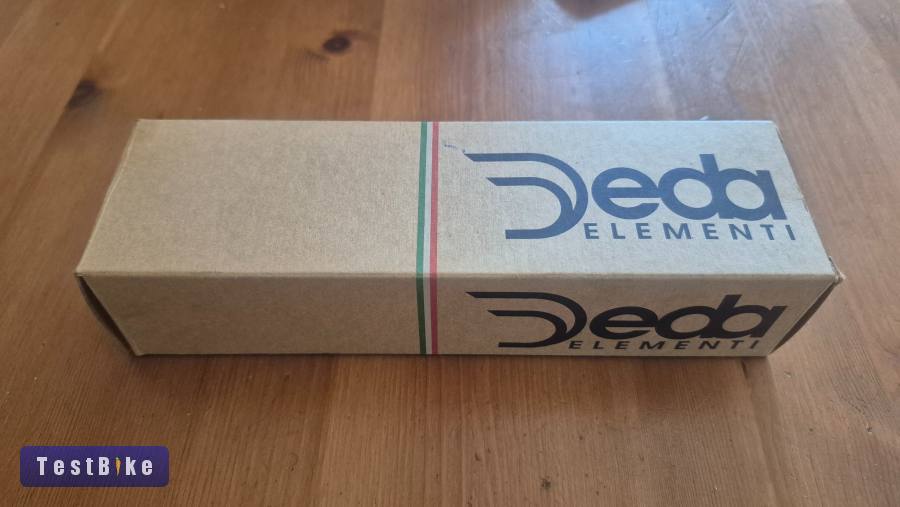 Deda
ELEMENTI
Deda
ELEMENTI
TestBike